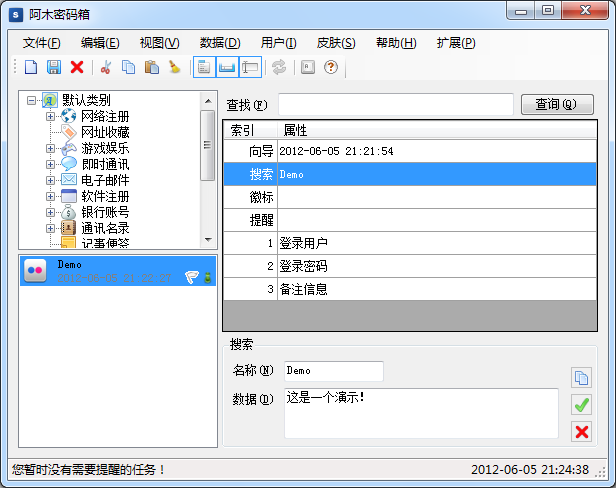 阿木密码箱
文件(F) 编辑(E) 视图(V) 数据(D) 用户(I) 皮肤(S) 帮助(H) 扩展(P)
默认类别
网络注册
网址收藏
游戏娱乐
即时通讯
电子邮件
软件注册
银行账号
通讯名录
记事便签
Demo
2012-06-05 21:22:27
查找(F) 查询(Q)
索引 属性
向导 2012-06-05 21:21:54
搜索 Demo
徽标
提醒
1 登录用户
2 登录密码
3 备注信息
搜索
名称(N) Demo
数据(D) 这是一个演示!
您暂时没有需要提醒的任务！ 2012-06-05 21:24:38